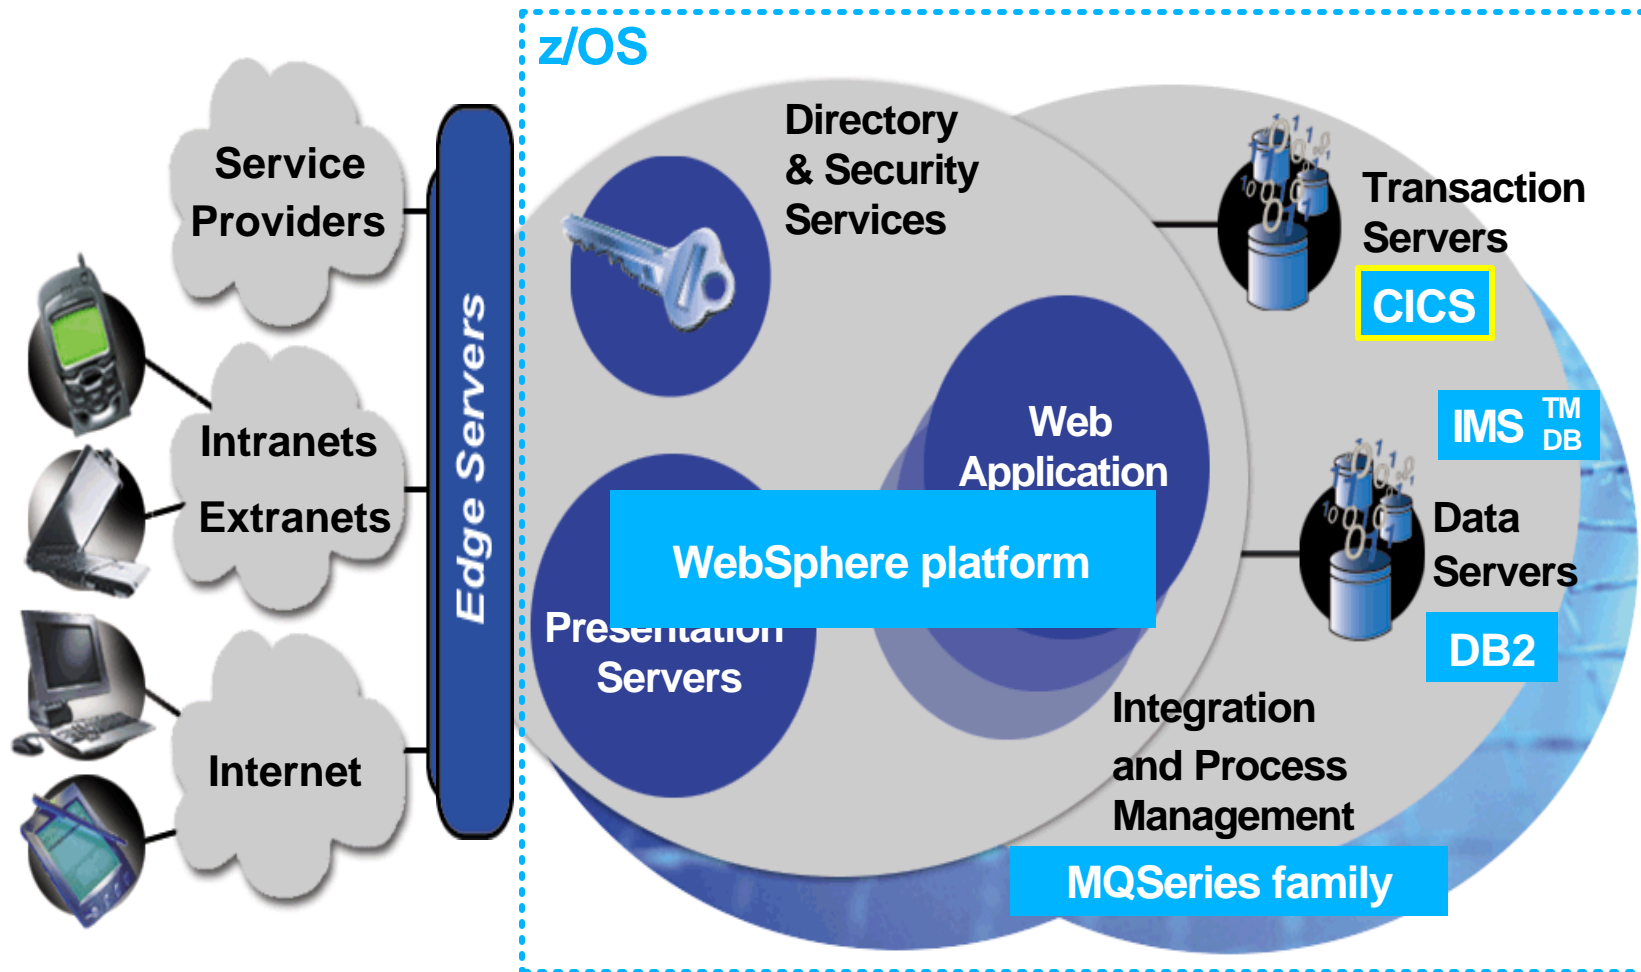 z/OS
Service
Providers
Intranets
Extranets
Internet
Edge Servers
Directory
& Security
Services
Web
Application
WebSphere platform
Presentation
Servers
Transaction
Servers
CICS
IMS TM
DB
Data
Servers
DB2
Integration
and Process
Management
MQSeries family